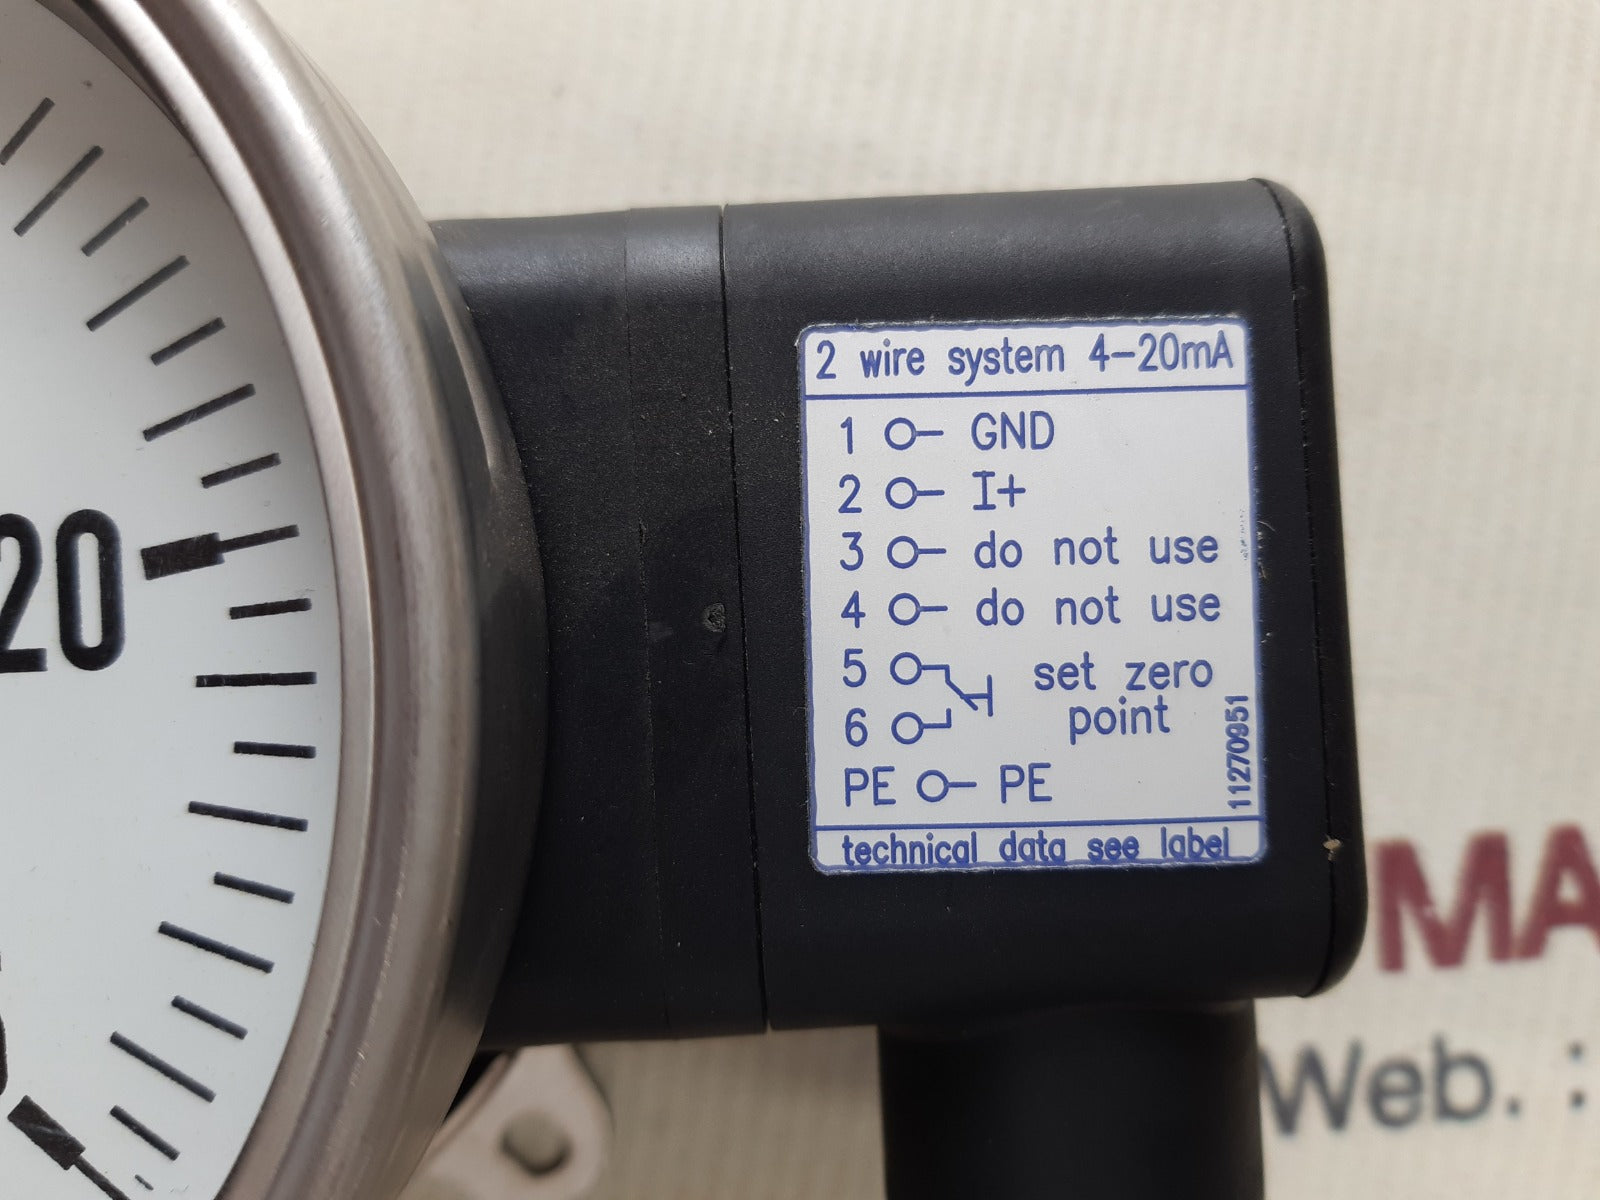 20
2 wire system 4-20mA
1 GND
2 I+
3 do not use
4 do not use
5 set zero
6 point
PE PE
11270951
technical data see label
MA
Web. :